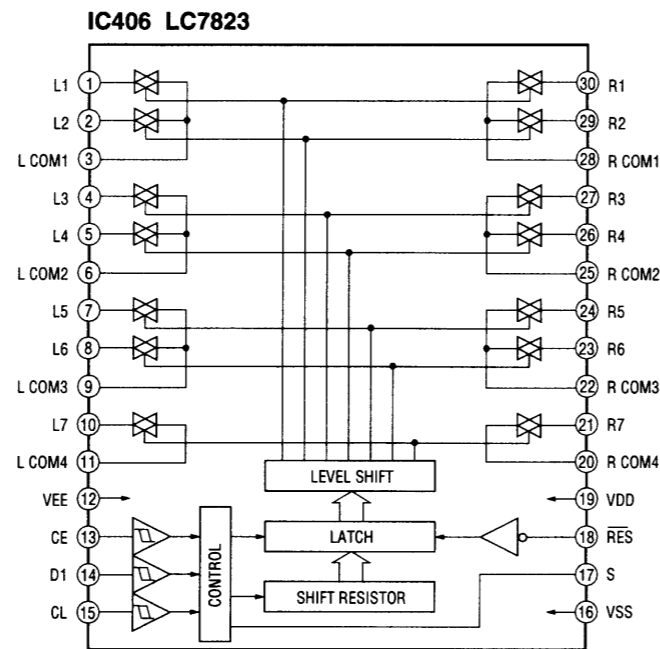 IC406 LC7823
L1 1
30 R1
L2 2
29 R2
L COM1 3
28 R COM1
L3 4
27 R3
L4 5
26 R4
L COM2 6
25 R COM2
L5 7
24 R5
L6 8
23 R6
L COM3 9
22 R COM3
L7 10
21 R7
L COM4 11
20 R COM4
LEVEL SHIFT
VEE 12
19 VDD
CE 13
LATCH
18 RES
D1 14
CONTROL
17 S
SHIFT RESISTOR
CL 15
16 VSS